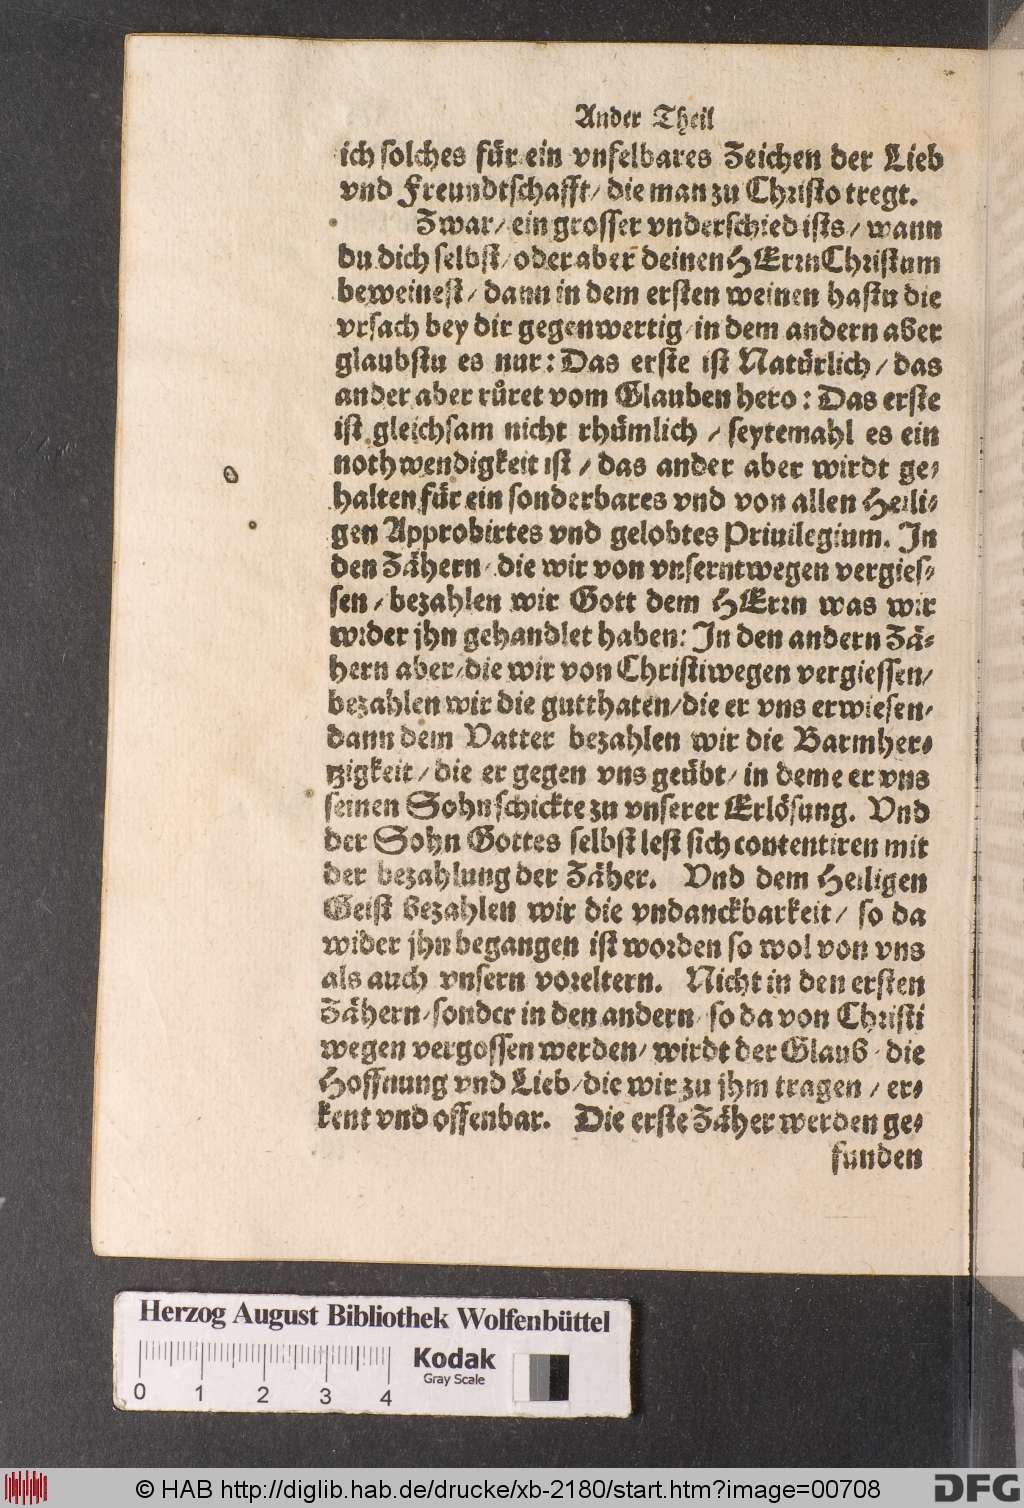 Ander Theil
ich solches für ein vnfelbares Zeichen der Lieb
vnd Freundtschafft/ die man zu Christo tregt.
Zwar/ ein grosser vnderschied ists/ wann
du dich selbst/ oder aber deinen HErrn Christum
beweinest/ dann in dem ersten weinen hastu die
vrsach bey dir gegenwertig/ in dem andern aber
glaubstu es nur: Das erste ist Natürlich/ das
ander aber růret vom Glauben hero: Das erste
ist gleichsam nicht rhümlich/ seytemahl es ein
nothwendigkeit ist/ das ander aber wirdt ge-
halten für ein sonderbares vnd von allen Heili-
gen Approbirtes vnd gelobtes Priuilegium. In
den Zähern/ die wir von vnserntwegen vergies-
sen/ bezahlen wir Gott dem HErrn was wir
wider jhn gehandlet haben: In den andern Zä-
hern aber/ die wir von Christi wegen vergiessen/
bezahlen wir die gutthaten/ die er vns erwiesen/
dann dem Vatter bezahlen wir die Barmher-
tzigkeit/ die er gegen vns geübt/ in deme er vns
seinen Sohn schickte zu vnserer Erlösung. Vnd
der Sohn Gottes selbst lest sich contentiren mit
der bezahlung der Zäher. Vnd dem Heiligen
Geist bezahlen wir die vndanckbarkeit/ so da
wider jhn begangen ist worden so wol von vns
als auch vnsern voreltern. Nicht in den ersten
Zähern/ sonder in den andern/ so da von Christi
wegen vergossen werden/ wirdt der Glaub/ die
Hoffnung vnd Lieb/ die wir zu jhm tragen/ er-
kent vnd offenbar. Die erste Zäher werden ge-
funden
Herzog August Bibliothek Wolfenbüttel
Kodak
Gray Scale
0 1 2 3 4
© HAB http://diglib.hab.de/drucke/xb-2180/start.htm?image=00708
DFG